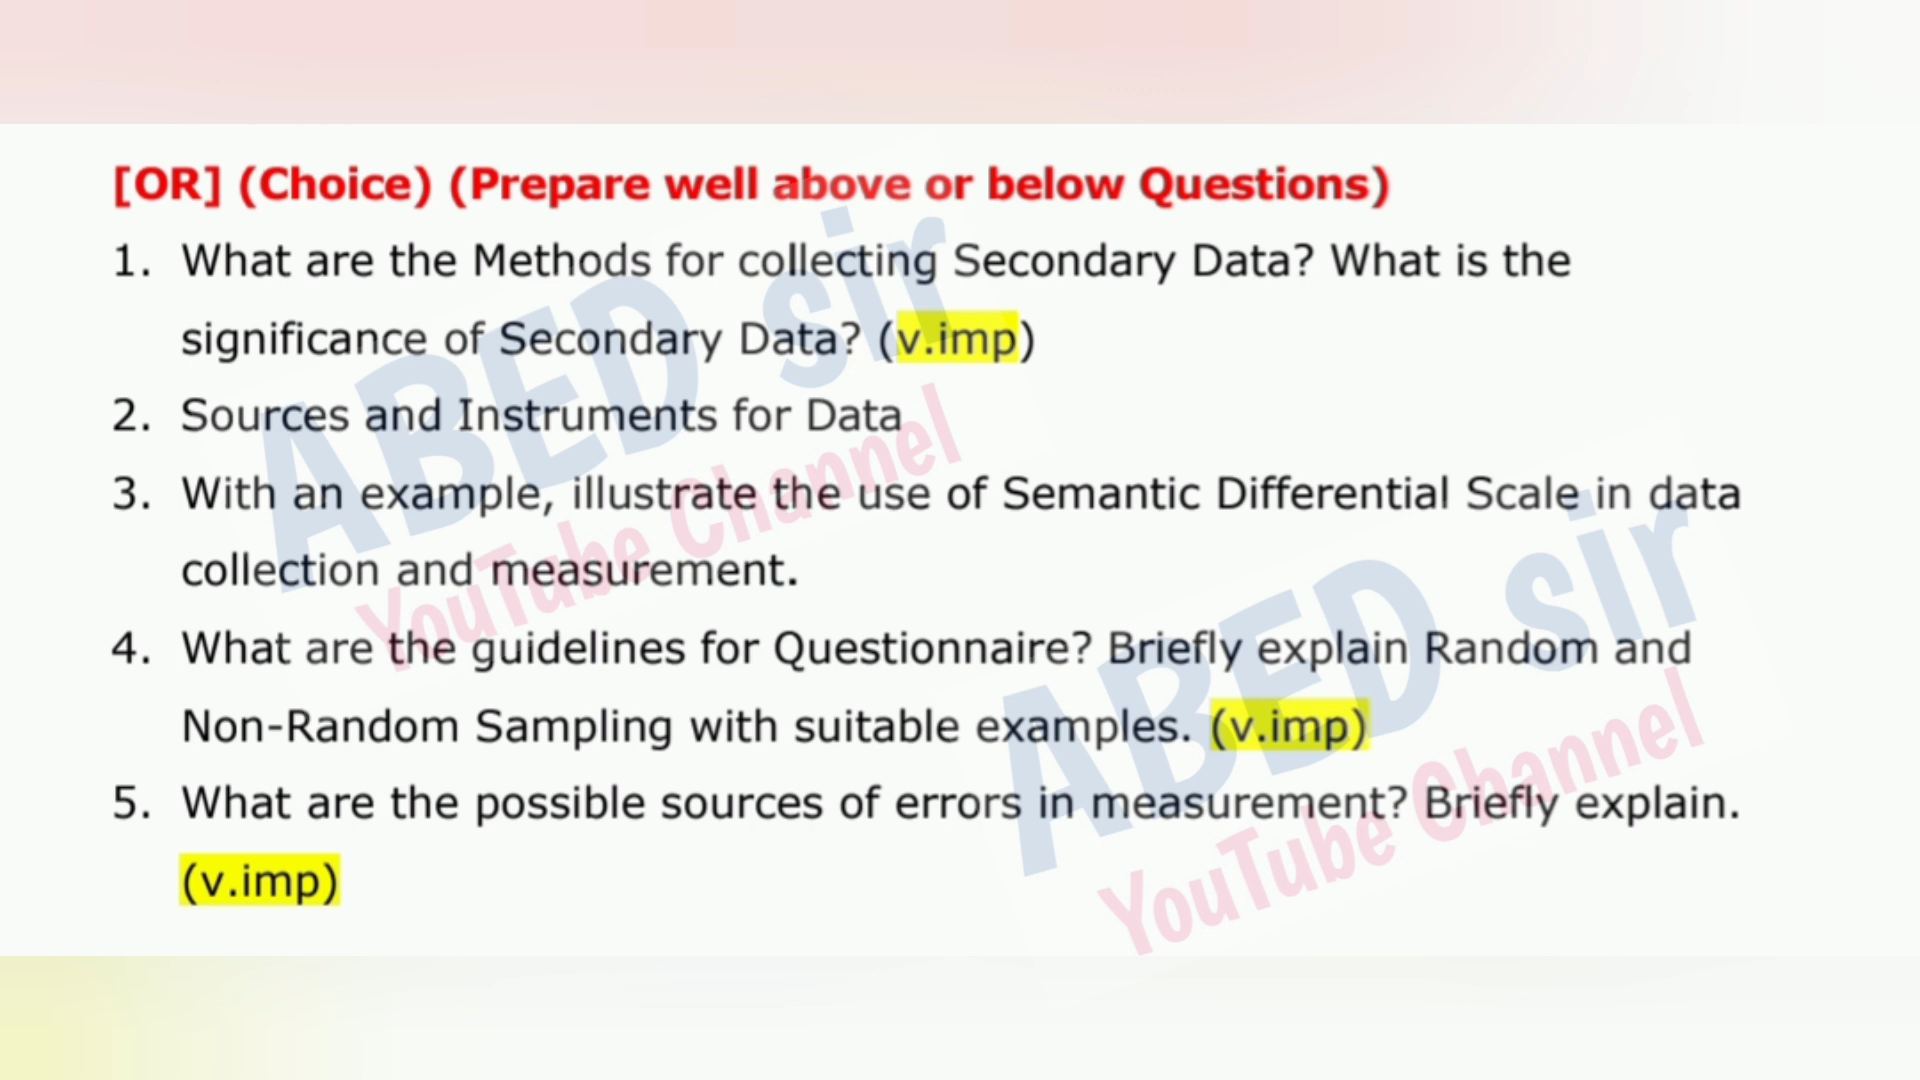 [OR] (Choice) (Prepare well above or below Questions)
1. What are the Methods for collecting Secondary Data? What is the
significance of Secondary Data? (v.imp)
2. Sources and Instruments for Data
3. With an example, illustrate the use of Semantic Differential Scale in data
collection and measurement.
4. What are the guidelines for Questionnaire? Briefly explain Random and
Non-Random Sampling with suitable examples. (v.imp)
5. What are the possible sources of errors in measurement? Briefly explain.
(v.imp)
ABED sir
YouTube Channel
ABED sir
YouTube Channel